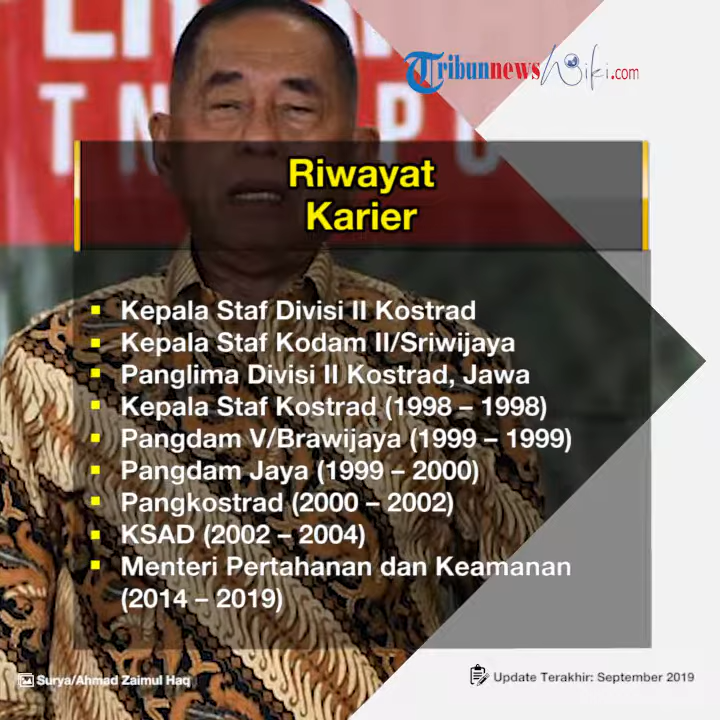 TribunnewsWiki.com
T N
P
Riwayat
Karier
Kepala Staf Divisi II Kostrad
Kepala Staf Kodam II/Sriwijaya
Panglima Divisi II Kostrad, Jawa
Kepala Staf Kostrad (1998 – 1998)
Pangdam V/Brawijaya (1999 – 1999)
Pangdam Jaya (1999 – 2000)
Pangkostrad (2000 – 2002)
KSAD (2002 – 2004)
Menteri Pertahanan dan Keamanan
(2014 – 2019)
Surya/Ahmad Zaimul Haq
Update Terakhir: September 2019